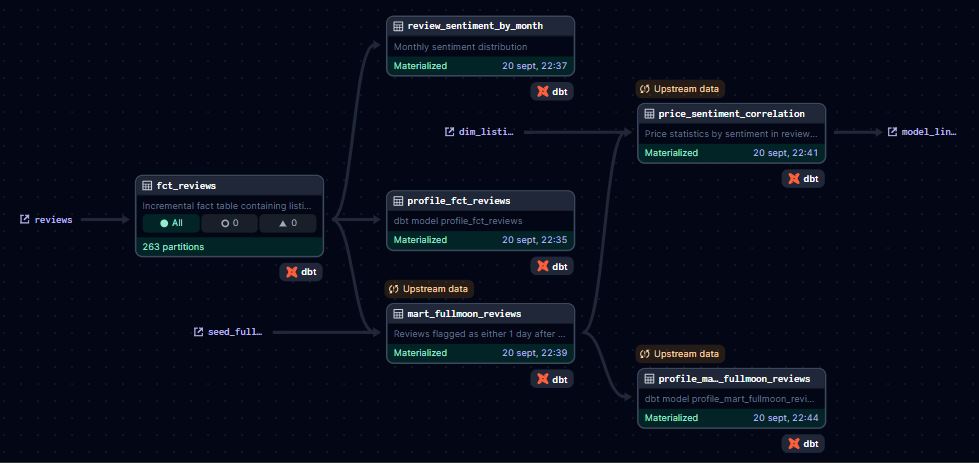 review_sentiment_by_month
Monthly sentiment distribution
Materialized 20 sept, 22:37
dbt
Upstream data
dim_listi…
price_sentiment_correlation
Price statistics by sentiment in review…
Materialized 20 sept, 22:41
dbt
model_lin…
fct_reviews
Incremental fact table containing listi…
All 0 0
263 partitions
dbt
reviews
profile_fct_reviews
dbt model profile_fct_reviews
Materialized 20 sept, 22:35
dbt
Upstream data
mart_fullmoon_reviews
Reviews flagged as either 1 day after …
Materialized 20 sept, 22:39
dbt
seed_full…
Upstream data
profile_ma…_fullmoon_reviews
dbt model profile_mart_fullmoon_revi…
Materialized 20 sept, 22:44
dbt